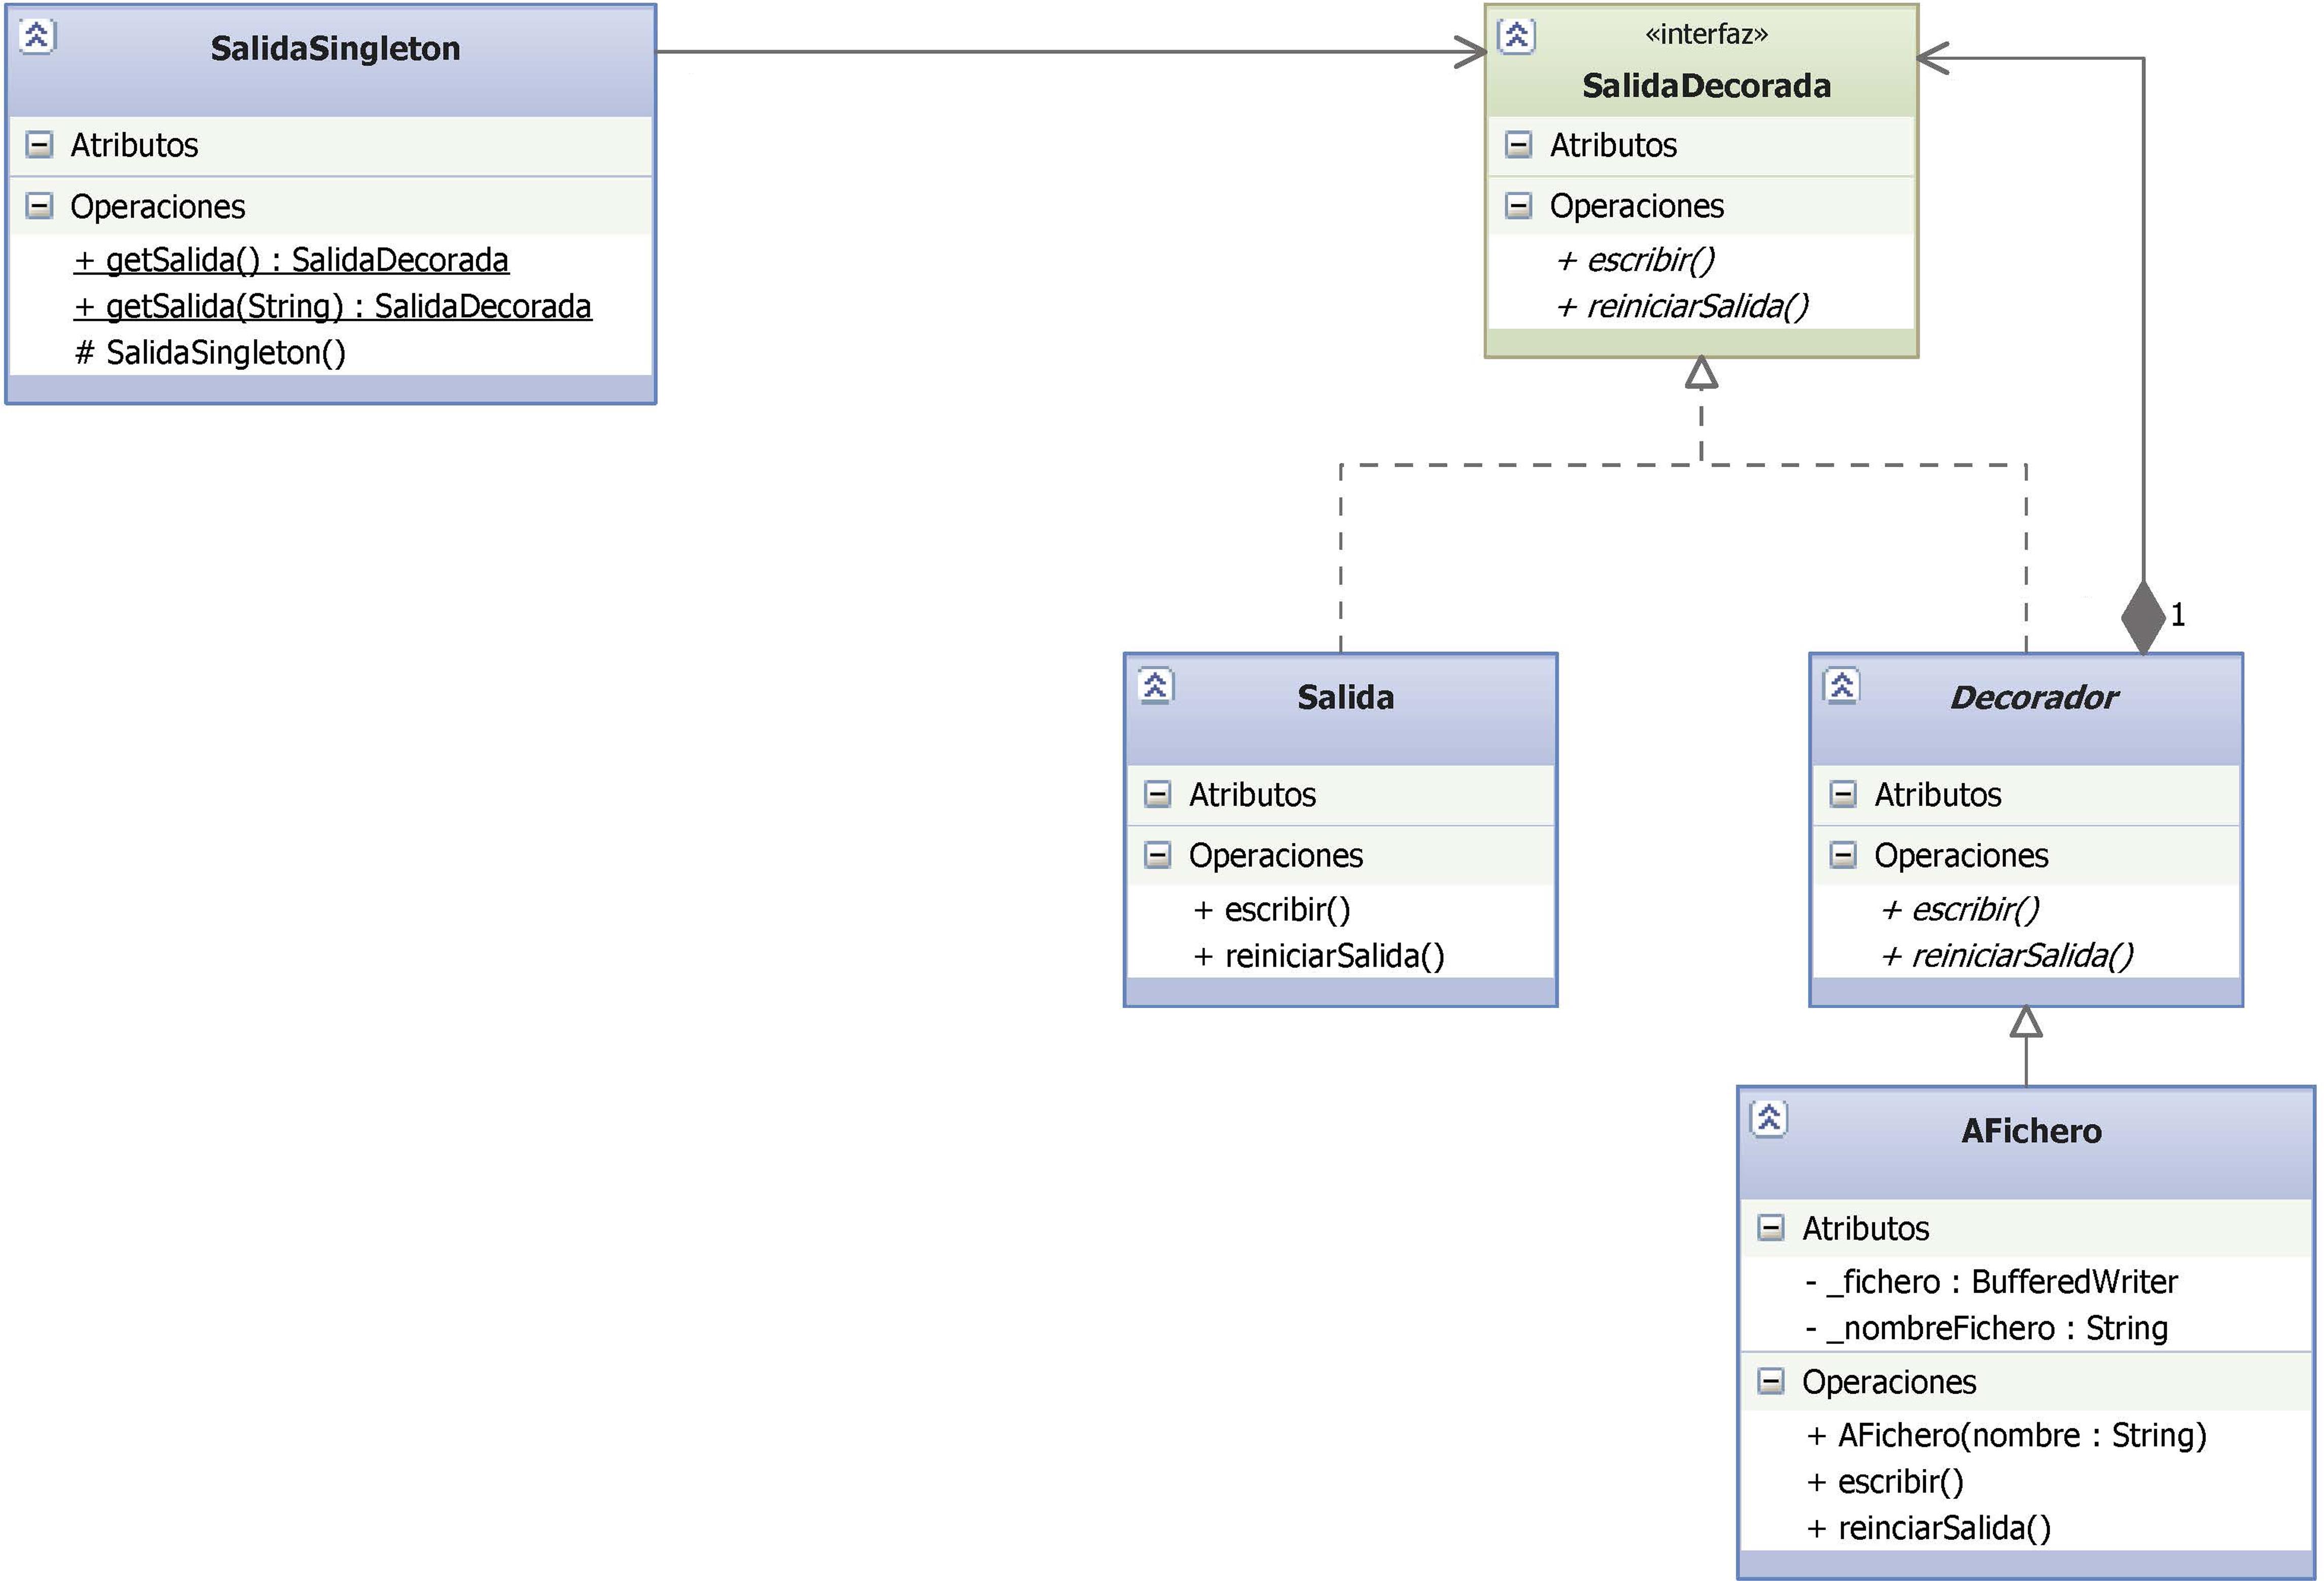 SalidaSingleton
Atributos
Operaciones
+ getSalida() : SalidaDecorada
+ getSalida(String) : SalidaDecorada
# SalidaSingleton()
«interfaz»
SalidaDecorada
Atributos
Operaciones
+ escribir()
+ reiniciarSalida()
1
Salida
Atributos
Operaciones
+ escribir()
+ reiniciarSalida()
Decorador
Atributos
Operaciones
+ escribir()
+ reiniciarSalida()
AFichero
Atributos
- _fichero : BufferedWriter
- _nombreFichero : String
Operaciones
+ AFichero(nombre : String)
+ escribir()
+ reinciarSalida()